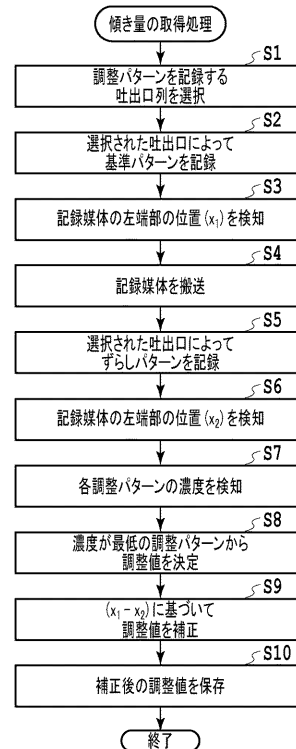 傾き量の取得処理
S1
調整パターンを記録する
吐出口列を選択
S2
選択された吐出口によって
基準パターンを記録
S3
記録媒体の左端部の位置(x₁)を検知
S4
記録媒体を搬送
S5
選択された吐出口によって
ずらしパターンを記録
S6
記録媒体の左端部の位置(x₂)を検知
S7
各調整パターンの濃度を検知
S8
濃度が最低の調整パターンから
調整値を決定
S9
(x₁−x₂)に基づいて
調整値を補正
S10
補正後の調整値を保存
終了